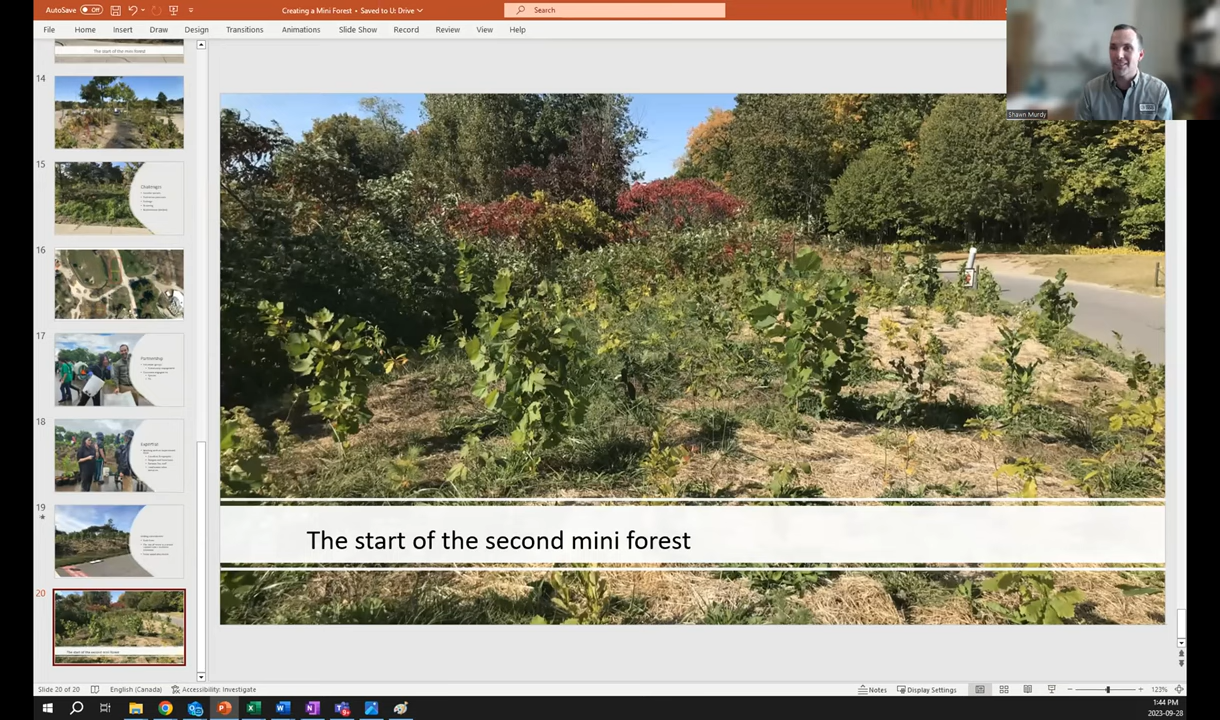 AutoSave Off
Creating a Mini Forest • Saved to U: Drive
Search
File Home Insert Draw Design Transitions Animations Slide Show Record Review View Help
Shawn Murdy
The start of the mini forest
14
15
Challenges
16
17
Partnership
18
Expertise
19
20
The start of the second mini forest
The start of the second mini forest
Slide 20 of 20 English (Canada) Accessibility: Investigate Notes Display Settings 123%
1:44 PM
2023-09-28